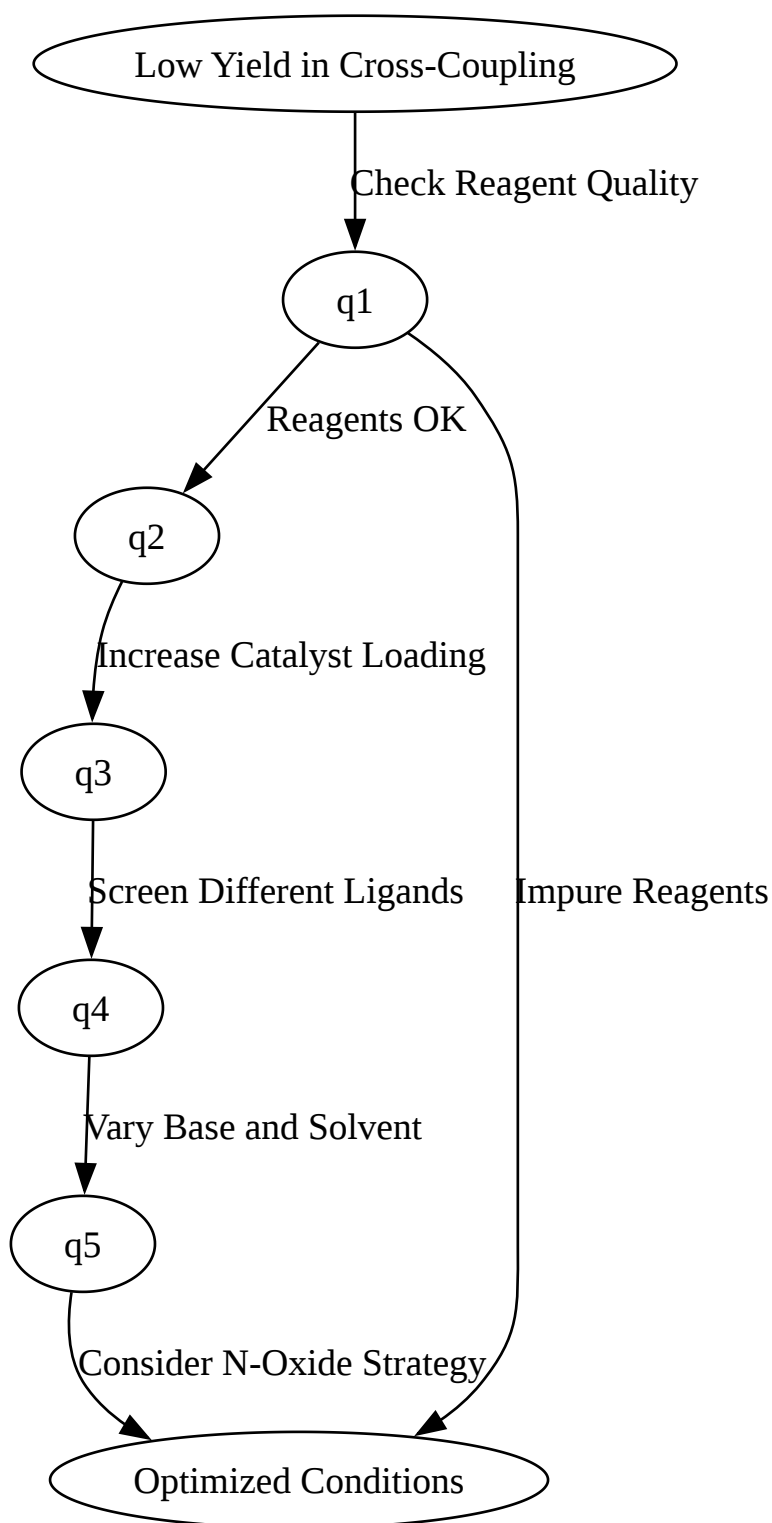 Low Yield in Cross-Coupling
Check Reagent Quality
q1
Reagents OK
q2
Increase Catalyst Loading
q3
Screen Different Ligands
Impure Reagents
q4
Vary Base and Solvent
q5
Consider N-Oxide Strategy
Optimized Conditions